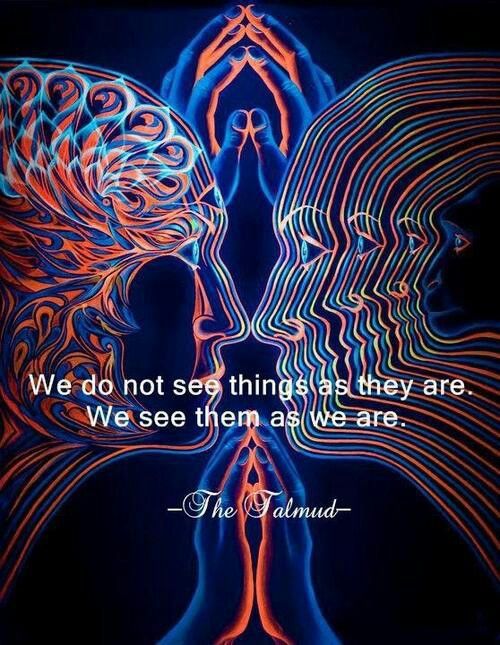 We do not see things as they are.
We see them as we are.
–The Talmud–